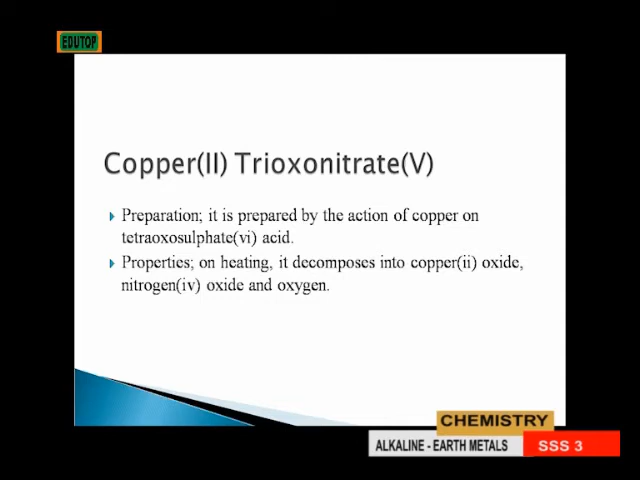 EDUTOP
Copper(II) Trioxonitrate(V)
Preparation; it is prepared by the action of copper on
tetraoxosulphate(vi) acid.
Properties; on heating, it decomposes into copper(ii) oxide,
nitrogen(iv) oxide and oxygen.
CHEMISTRY
ALKALINE - EARTH METALS
SSS 3